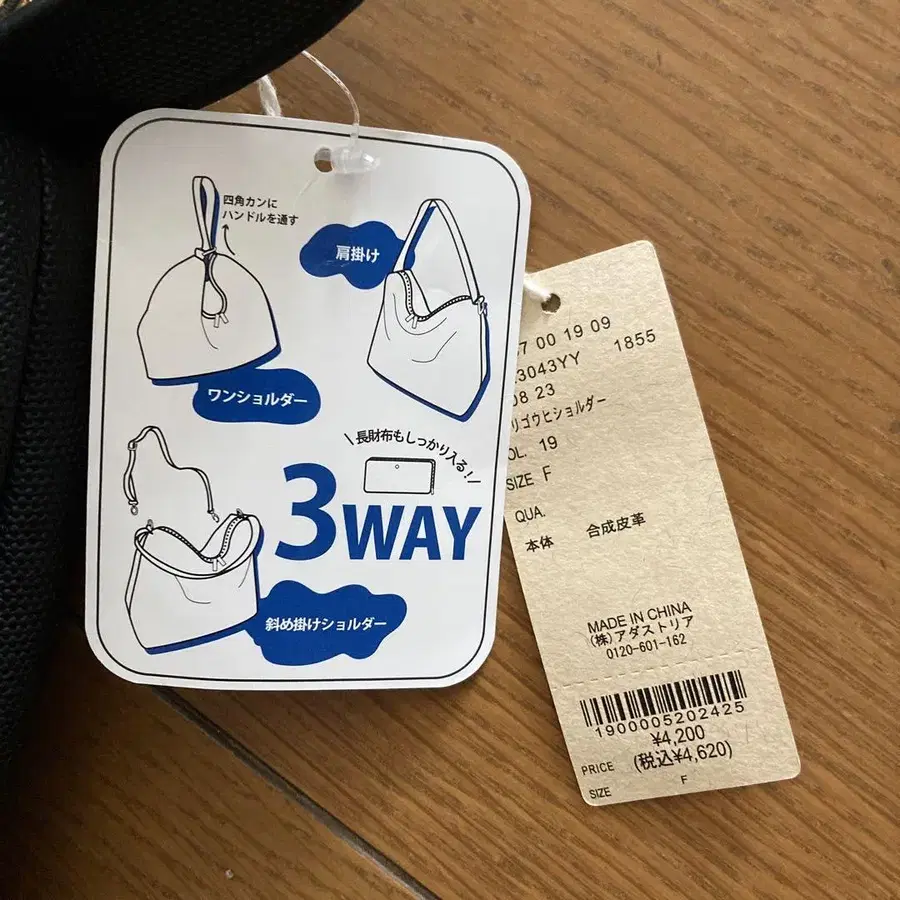 四角カンに
ハンドルを通す
肩掛け
ワンショルダー
\長財布もしっかり入る!/
3WAY
斜め掛けショルダー
7 00 19 09
3043YY 1855
08 23
リゴウヒショルダー
OL. 19
SIZE F
QUA.
本体 合成皮革
MADE IN CHINA
(株)アダストリア
0120-601-162
1900005202425
¥4,200
PRICE (税込¥4,620)
SIZE F